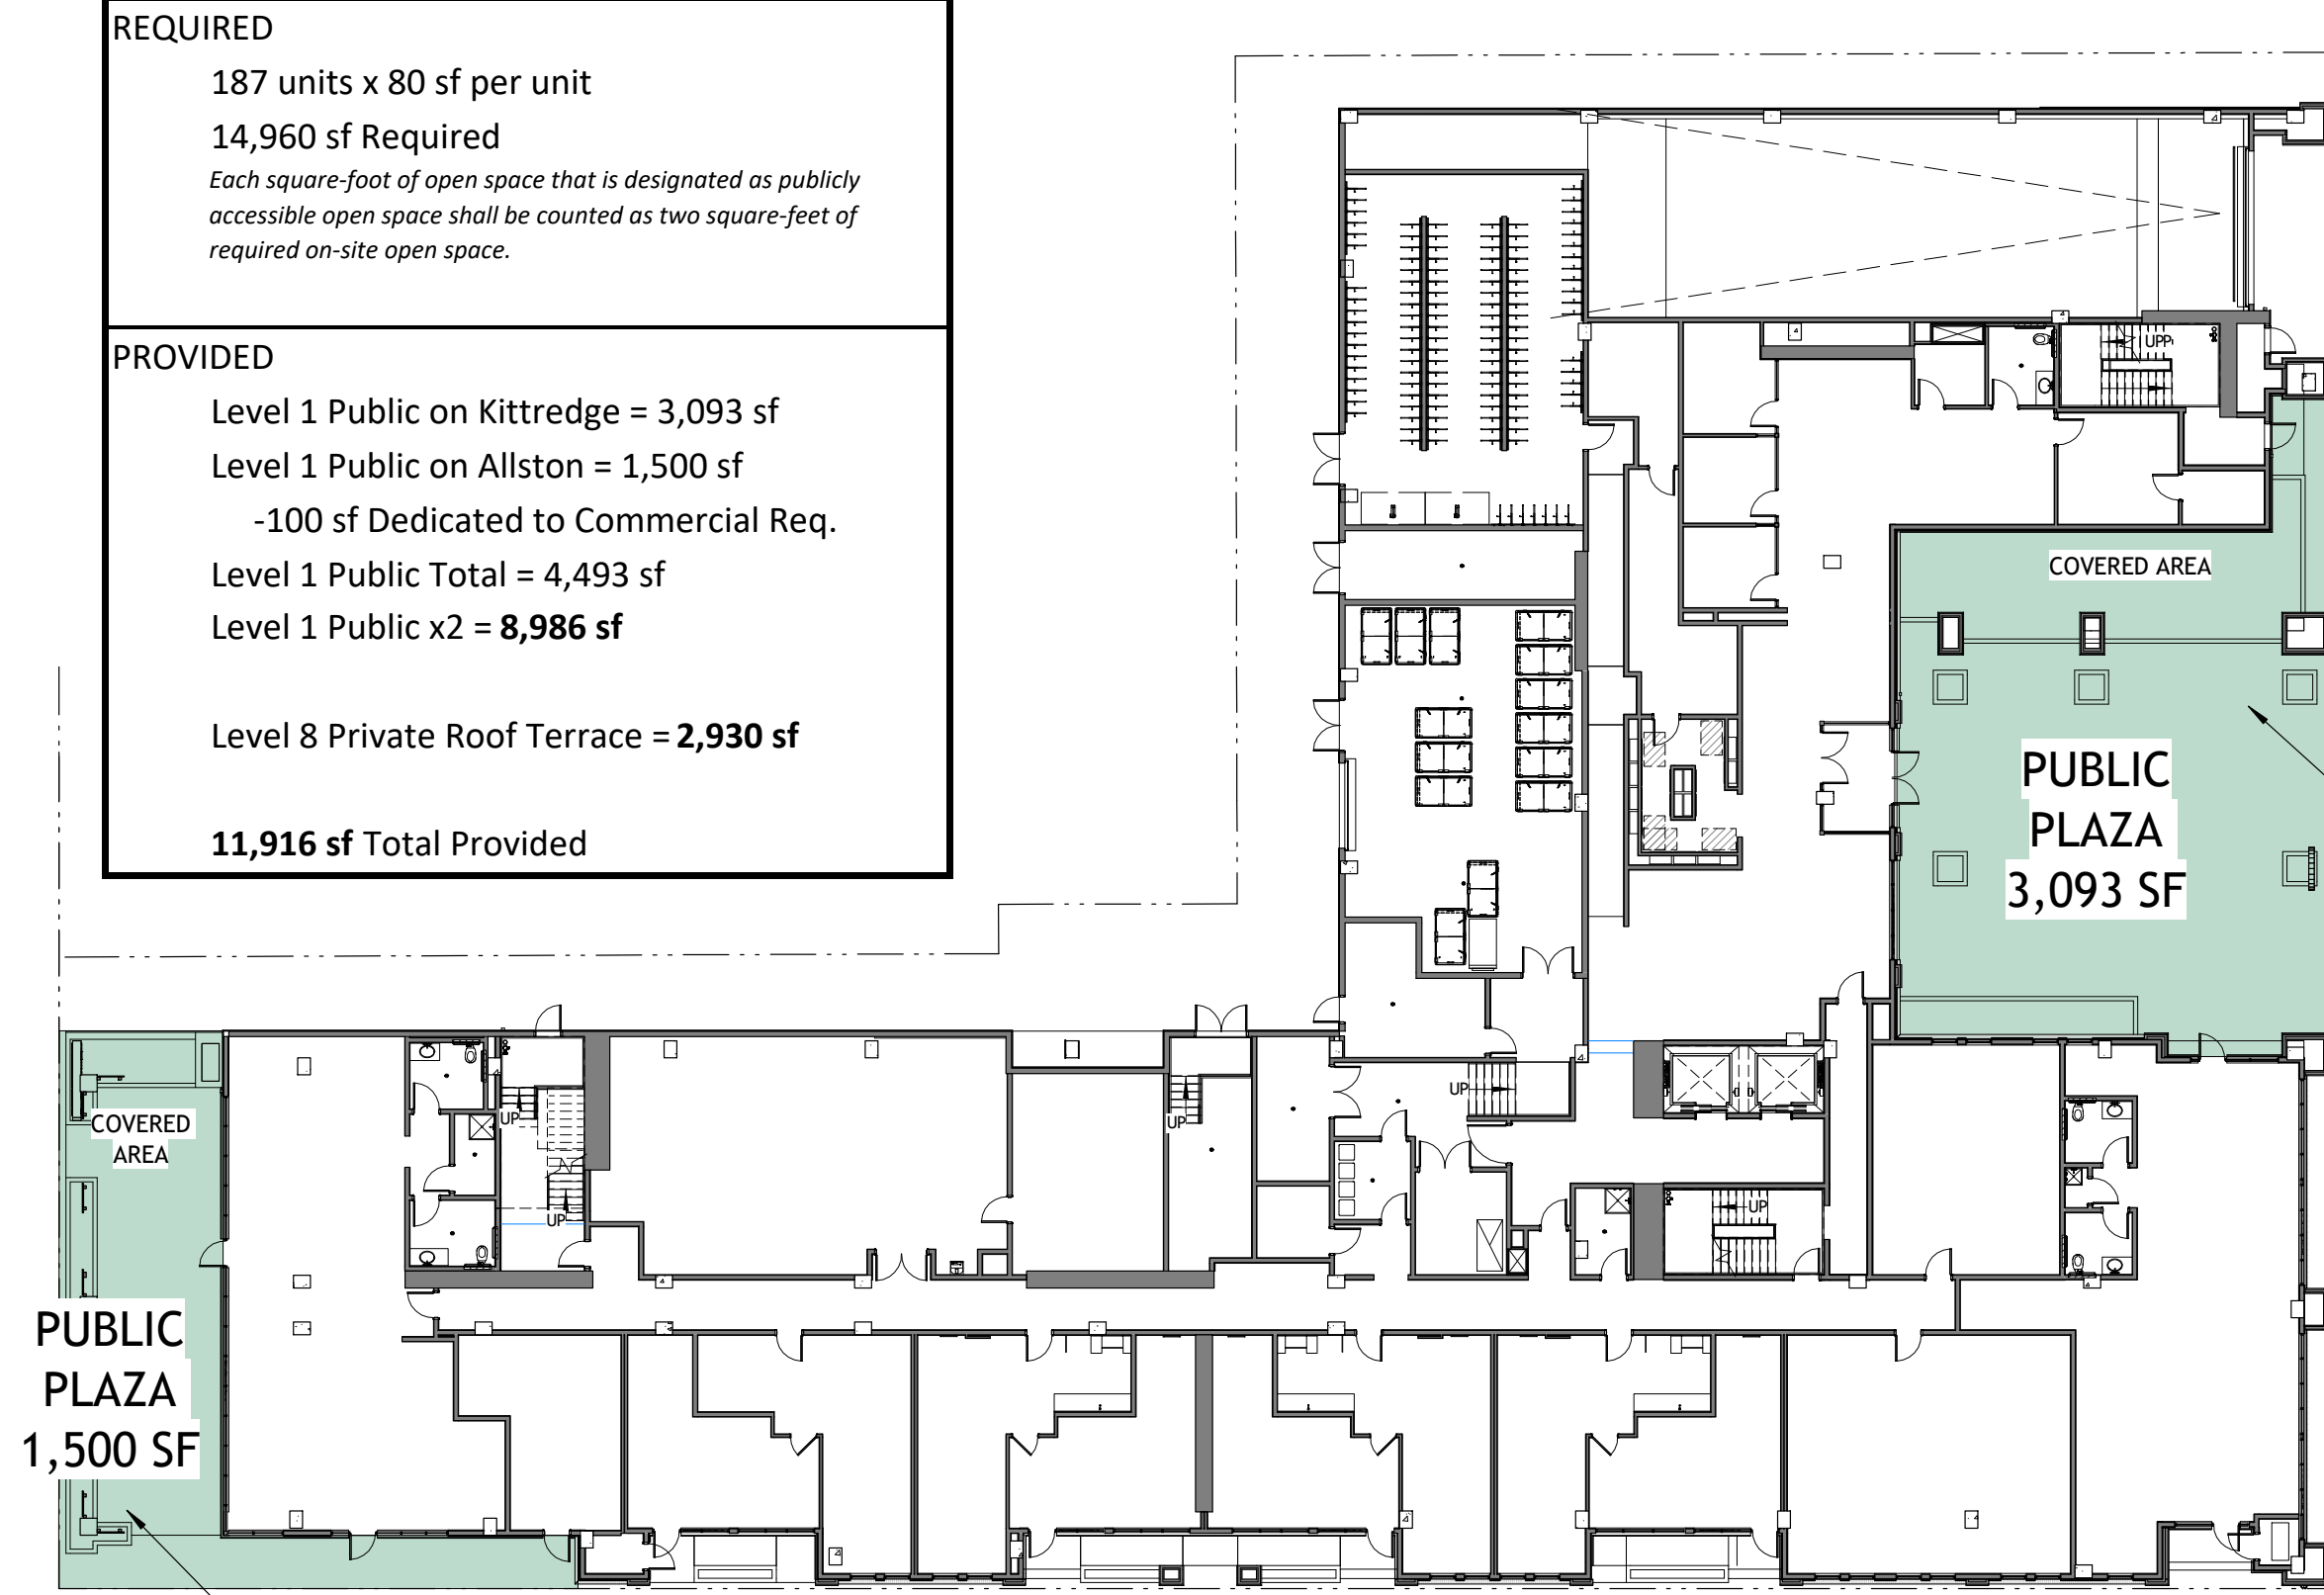 REQUIRED
187 units x 80 sf per unit
14,960 sf Required
Each square-foot of open space that is designated as publicly
accessible open space shall be counted as two square-feet of
required on-site open space.
PROVIDED
Level 1 Public on Kittredge = 3,093 sf
Level 1 Public on Allston = 1,500 sf
-100 sf Dedicated to Commercial Req.
Level 1 Public Total = 4,493 sf
Level 1 Public x2 = 8,986 sf
Level 8 Private Roof Terrace = 2,930 sf
11,916 sf Total Provided
UP
COVERED AREA
PUBLIC
PLAZA
3,093 SF
COVERED
AREA
UP
UP
UP
UP
UP
PUBLIC
PLAZA
1,500 SF